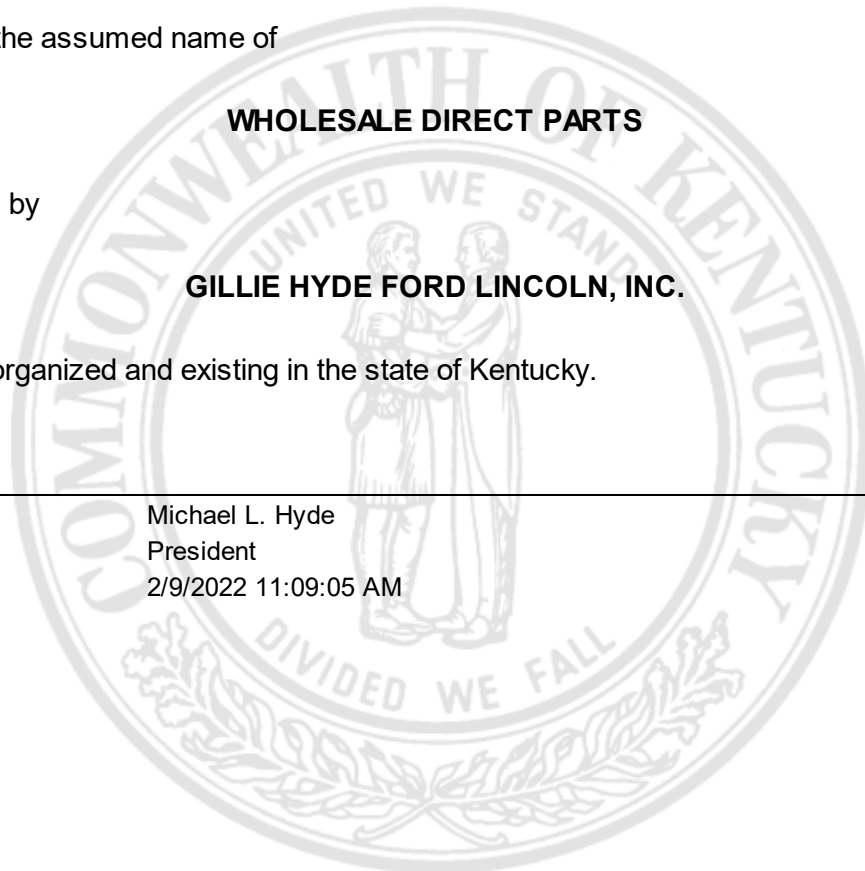 the assumed name of
WHOLESALE DIRECT PARTS
by
GILLIE HYDE FORD LINCOLN, INC.
organized and existing in the state of Kentucky.
Michael L. Hyde
President
2/9/2022 11:09:05 AM
COMMONWEALTH OF KENTUCKY
UNITED WE STAND
DIVIDED WE FALL